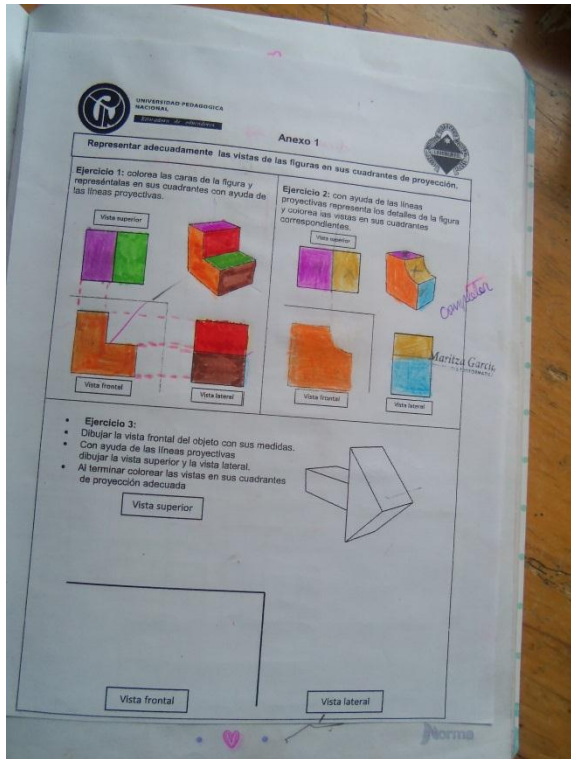 UNIVERSIDAD PEDAGOGICA
NACIONAL
Educadora de educadores
Anexo 1
Representar adecuadamente las vistas de las figuras en sus cuadrantes de proyección.
Ejercicio 1: colorea las caras de la figura y
represéntalas en sus cuadrantes con ayuda de
las líneas proyectivas.
Vista superior
Vista frontal
Vista lateral
Ejercicio 2: con ayuda de las líneas
proyectivas representa los detalles de la figura
y colorea las vistas en sus cuadrantes
correspondientes.
Vista superior
Vista frontal
Vista lateral
Maritza García
• Ejercicio 3:
• Dibujar la vista frontal del objeto con sus medidas.
• Con ayuda de las líneas proyectivas
dibujar la vista superior y la vista lateral.
• Al terminar colorear las vistas en sus cuadrantes
de proyección adecuada
Vista superior
Vista frontal
Vista lateral
Norma